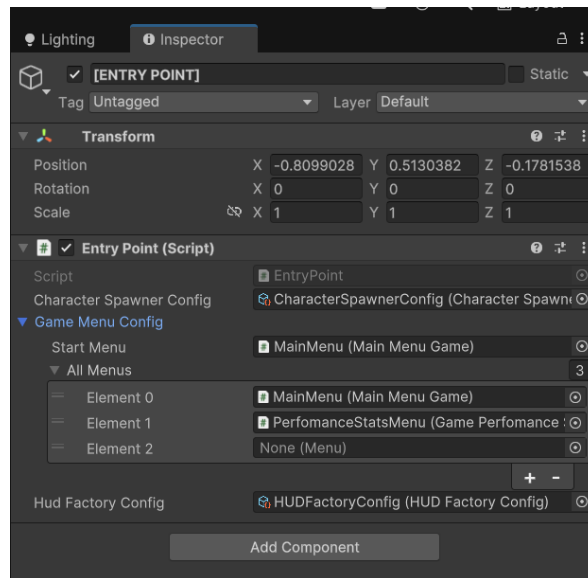 Lighting Inspector
[ENTRY POINT] Static
Tag Untagged Layer Default
Transform
Position X -0.8099028 Y 0.5130382 Z -0.1781538
Rotation X 0 Y 0 Z 0
Scale X 1 Y 1 Z 1
# Entry Point (Script)
Script # EntryPoint
Character Spawner Config CharacterSpawnerConfig (Character Spawne
Game Menu Config
Start Menu # MainMenu (Main Menu Game)
All Menus 3
Element 0 # MainMenu (Main Menu Game)
Element 1 # PerfomanceStatsMenu (Game Perfomance
Element 2 None (Menu)
+ -
Hud Factory Config HUDFactoryConfig (HUD Factory Config)
Add Component